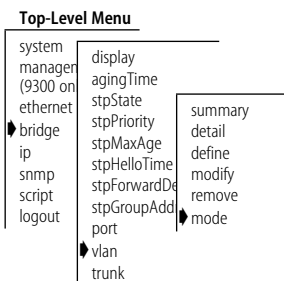 Top-Level Menu
system
managem
(9300 on
ethernet
bridge
ip
snmp
script
logout
display
agingTime
stpState
stpPriority
stpMaxAge
stpHelloTime
stpForwardDe
stpGroupAdd
port
vlan
trunk
summary
detail
define
modify
remove
mode